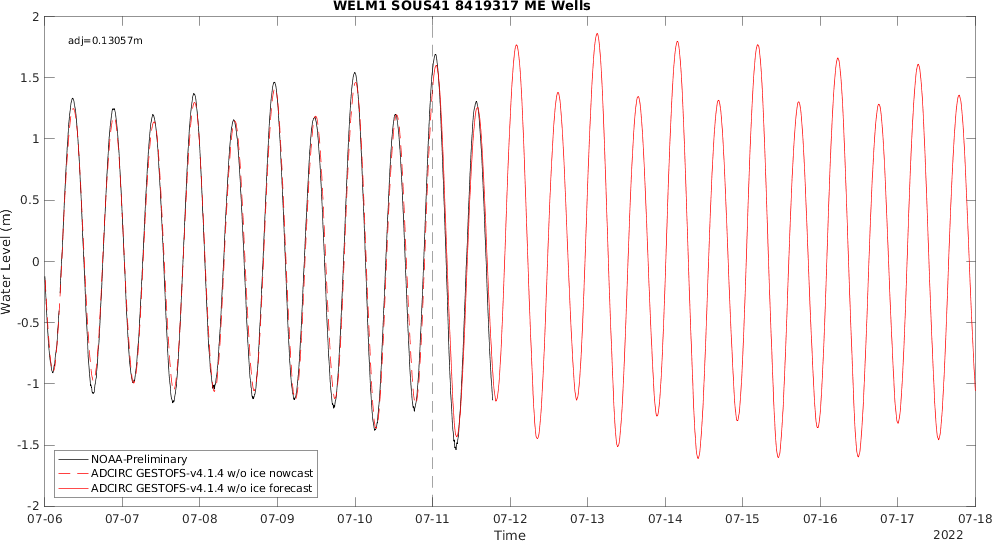 WELM1 SOUS41 8419317 ME Wells
adj=0.13057m
2
1.5
1
0.5
0
-0.5
-1
-1.5
-2
Water Level (m)
NOAA-Preliminary
ADCIRC GESTOFS-v4.1.4 w/o ice nowcast
ADCIRC GESTOFS-v4.1.4 w/o ice forecast
07-06 07-07 07-08 07-09 07-10 07-11 07-12 07-13 07-14 07-15 07-16 07-17 07-18
Time
2022